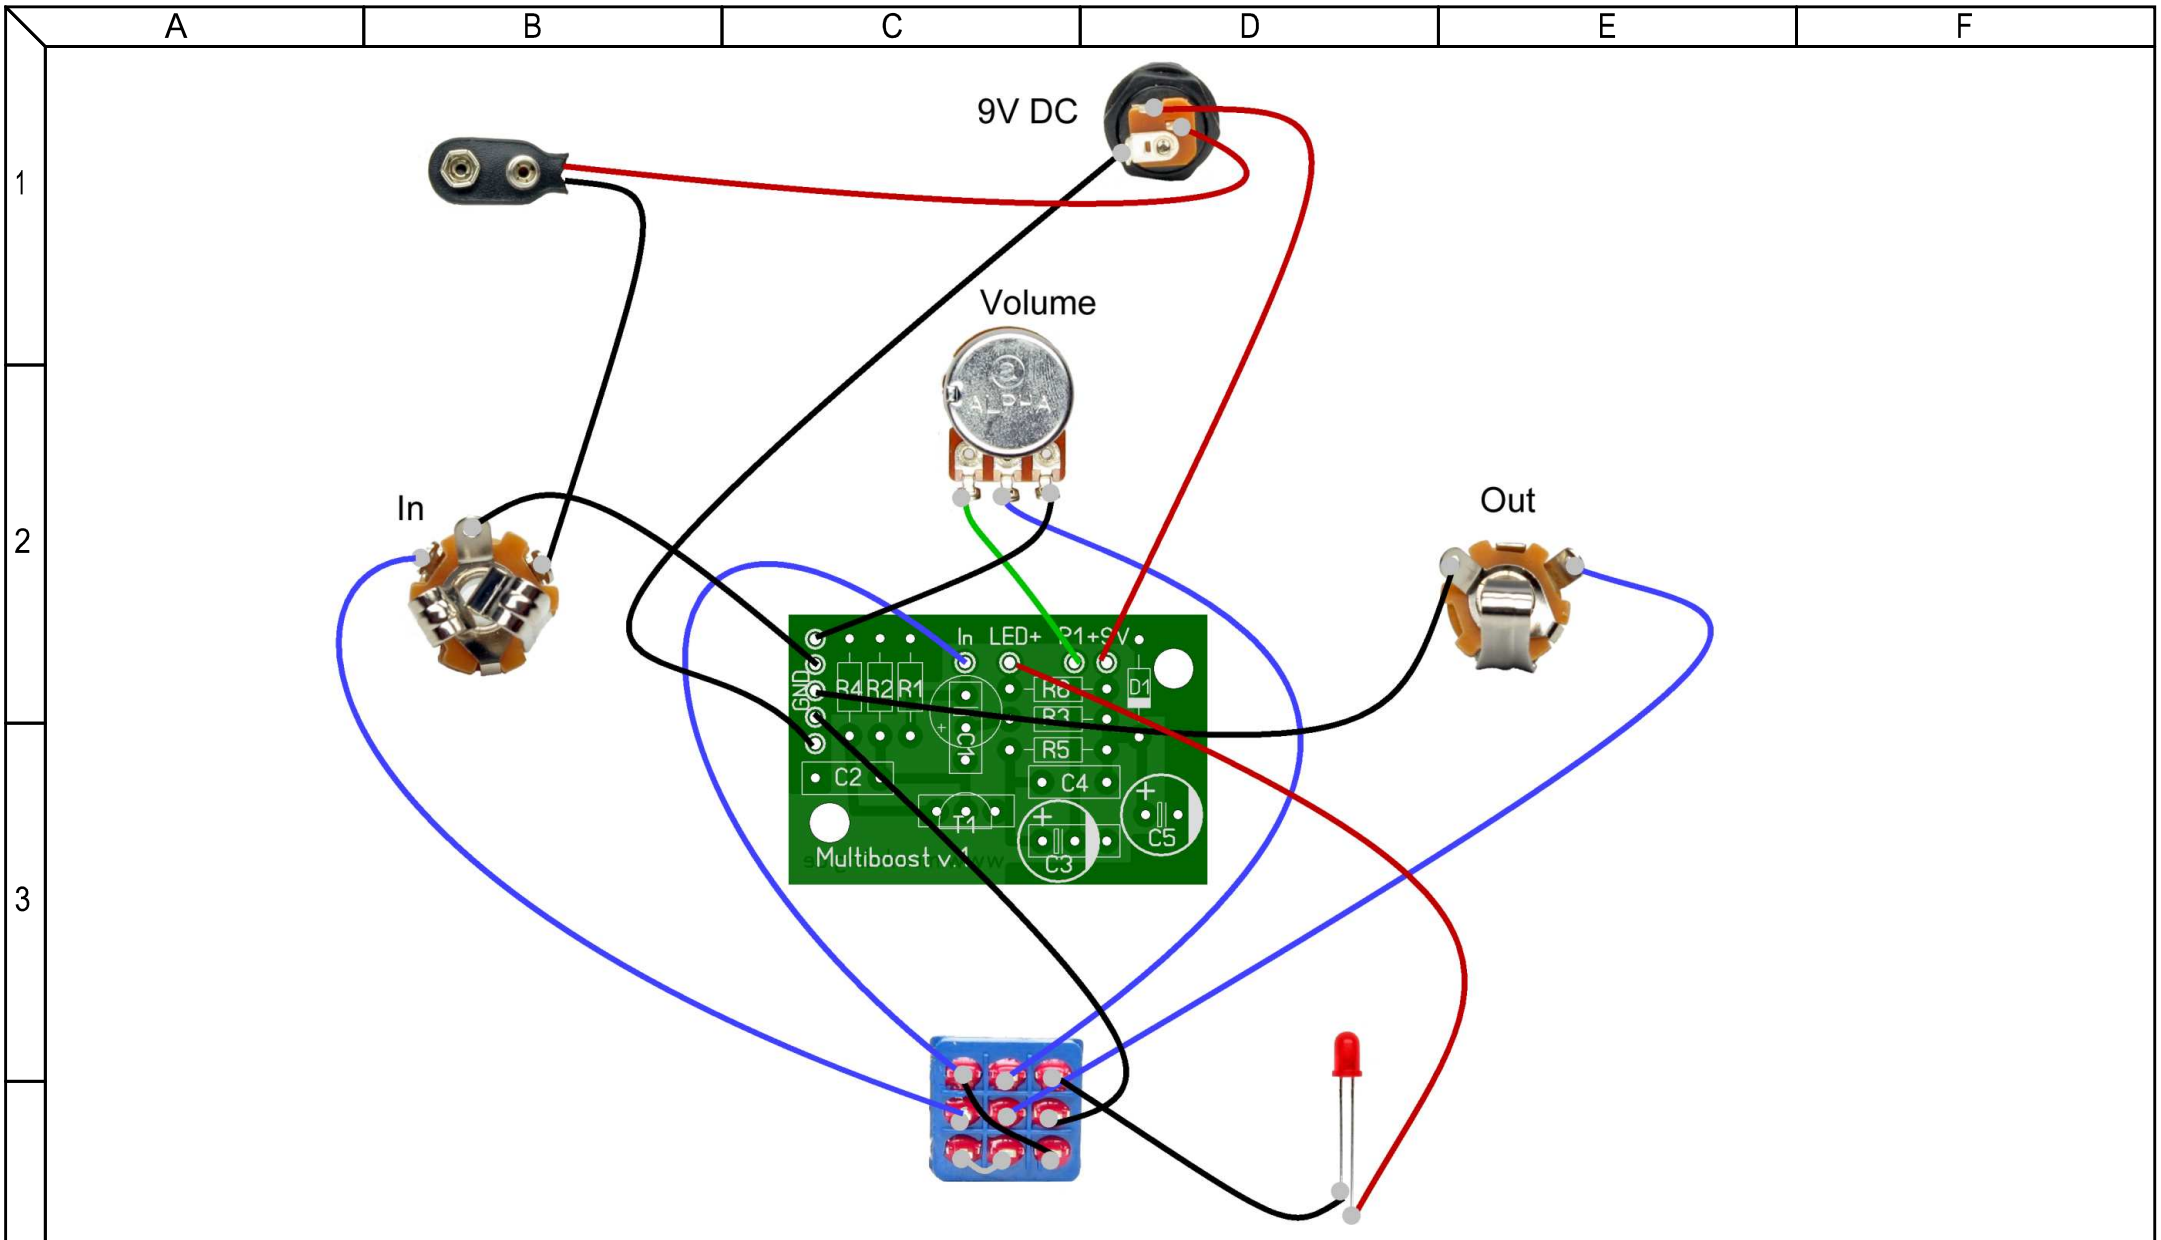 A B C D E F
9V DC
1
Volume
ALPHA
In
Out
2
In LED+ P1 +9V
GND
R4 R2 R1
R6
D1
R3
+
C1
R5
C2
C4
+
+
T1
C5
Multiboost v.1
C3
3